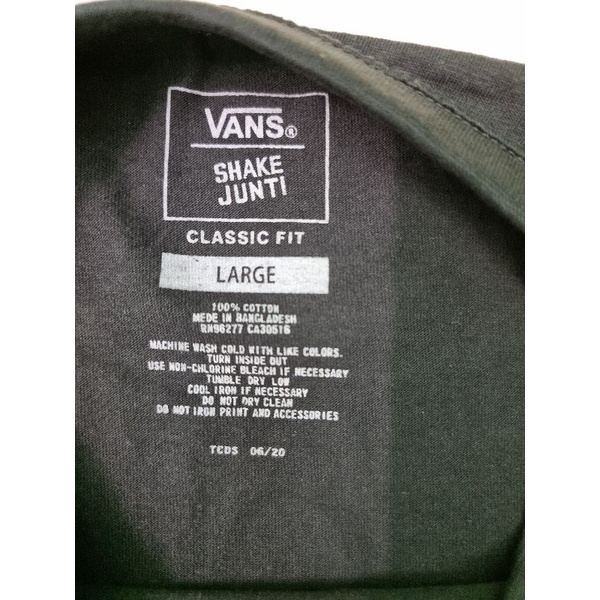 VANS®
SHAKE
JUNT!
CLASSIC FIT
LARGE
100% COTTON
MEDE IN BANGLADESH
RN96277 CA30516
MACHINE WASH COLD WITH LIKE COLORS.
TURN INSIDE OUT
USE NON-CHLORINE BLEACH IF NECESSARY
TUMBLE DRY LOW
COOL IRON IF NECESSARY
DO NOT DRY CLEAN
DO NOT IRON PRINT AND ACCESSORIES
TCDS 06/20